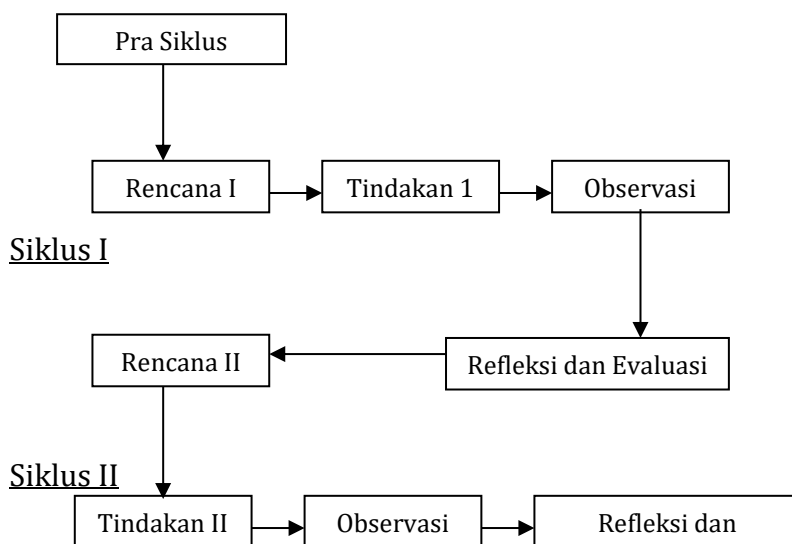 Pra Siklus
Rencana I
Tindakan 1
Observasi
Siklus I
Rencana II
Refleksi dan Evaluasi
Siklus II
Tindakan II
Observasi
Refleksi dan